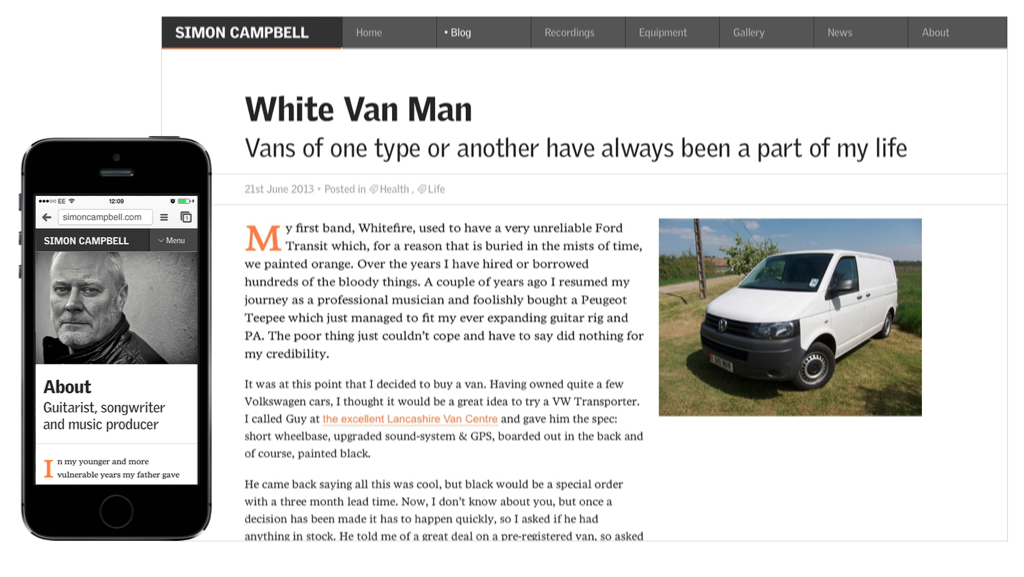 SIMON CAMPBELL
Home
• Blog
Recordings
Equipment
Gallery
News
About
White Van Man
Vans of one type or another have always been a part of my life
21st June 2013 • Posted in Health , Life
My first band, Whitefire, used to have a very unreliable Ford
Transit which, for a reason that is buried in the mists of time,
we painted orange. Over the years I have hired or borrowed
hundreds of the bloody things. A couple of years ago I resumed my
journey as a professional musician and foolishly bought a Peugeot
Teepee which just managed to fit my ever expanding guitar rig and
PA. The poor thing just couldn't cope and have to say did nothing for
my credibility.
It was at this point that I decided to buy a van. Having owned quite a few
Volkswagen cars, I thought it would be a great idea to try a VW Transporter.
I called Guy at the excellent Lancashire Van Centre and gave him the spec:
short wheelbase, upgraded sound-system & GPS, boarded out in the back and
of course, painted black.
He came back saying all this was cool, but black would be a special order
with a three month lead time. Now, I don't know about you, but once a
decision has been made it has to happen quickly, so I asked if he had
anything in stock. He told me of a great deal on a pre-registered van, so asked
EE 12:09
simoncampbell.com 1
SIMON CAMPBELL Menu
About
Guitarist, songwriter
and music producer
In my younger and more
vulnerable years my father gave